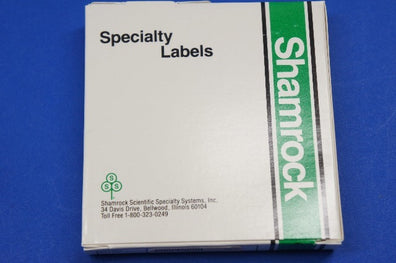 Specialty
Labels
Shamrock
S
S S
Shamrock Scientific Specialty Systems, Inc.
34 Davis Drive, Bellwood, Illinois 60104
Toll Free 1-800-323-0249